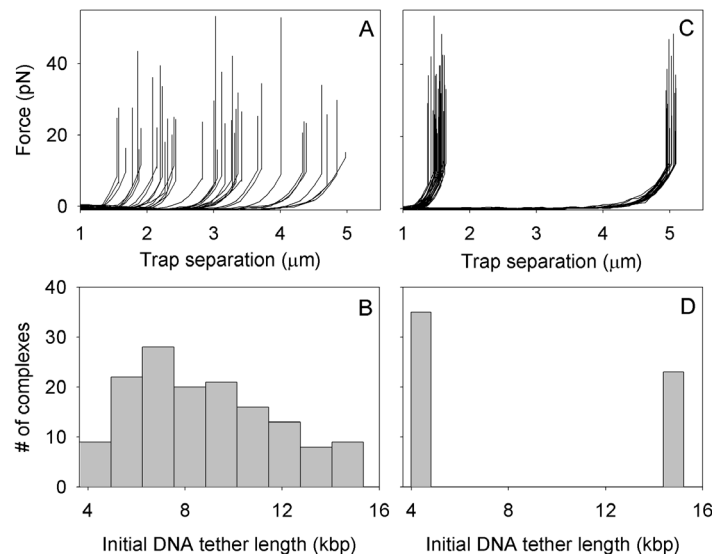 A
C
Force (pN)
40
20
0
1 2 3 4 5
1 2 3 4 5
Trap separation (μm)
Trap separation (μm)
B
D
# of complexes
40
30
20
10
0
4 8 12 16
4 8 12 16
Initial DNA tether length (kbp)
Initial DNA tether length (kbp)